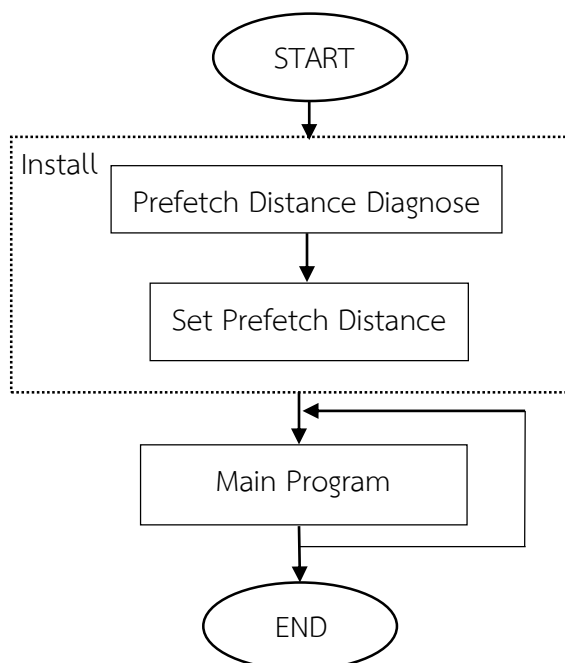 START
Install
Prefetch Distance Diagnose
Set Prefetch Distance
Main Program
END